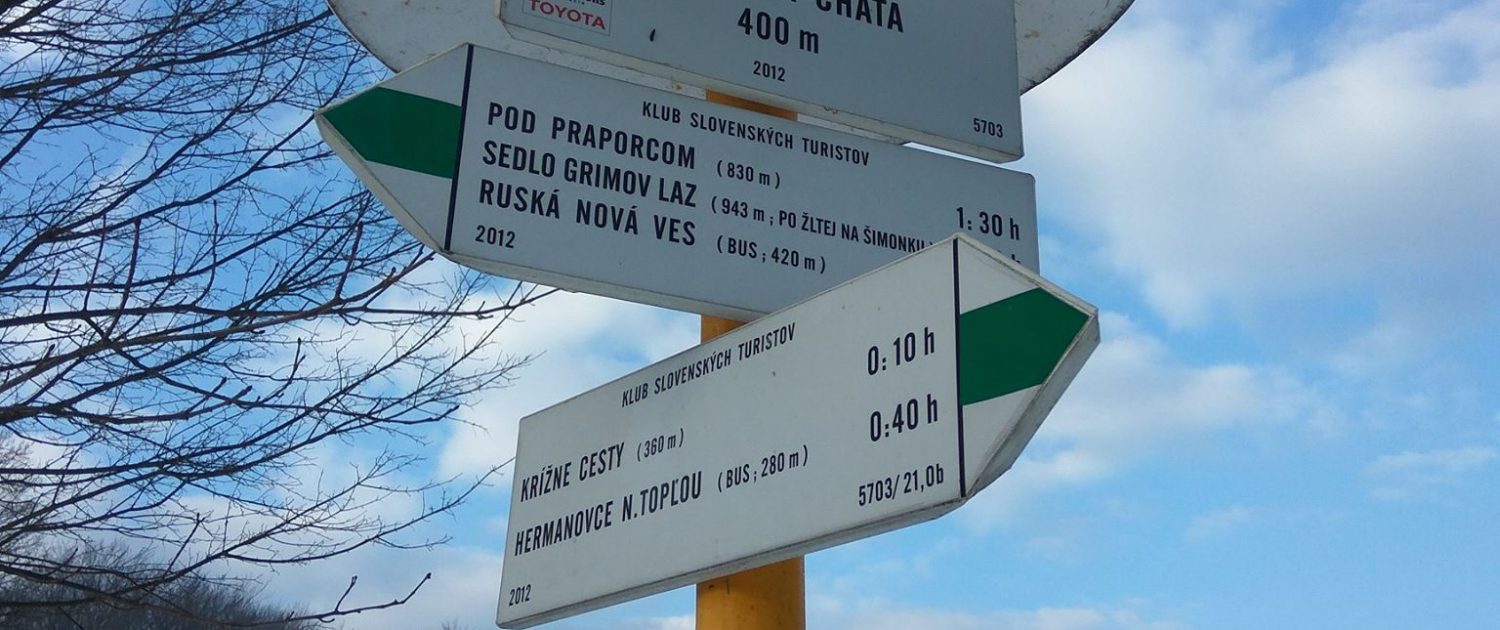 TOYOTA
CHATA
400 m
2012
5703
KLUB SLOVENSKÝCH TURISTOV
POD PRAPORCOM (830 m) 1:30 h
SEDLO GRIMOV LAZ (943 m; PO ŽLTEJ NA ŠIMONKU)
RUSKÁ NOVÁ VES (BUS; 420 m)
2012
KLUB SLOVENSKÝCH TURISTOV
KRÍŽNE CESTY (360 m) 0:10 h
HERMANOVCE N.TOPĽOU (BUS; 280 m) 0:40 h
5703/21,0b
2012